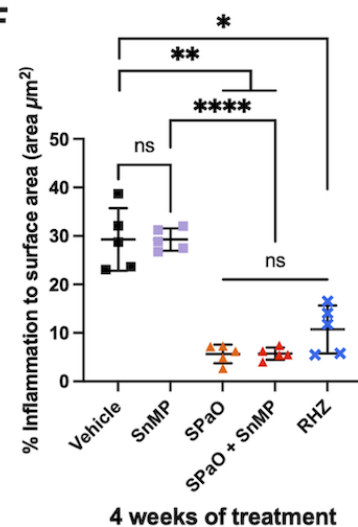 F
*
**
****
ns
ns
% Inflammation to surface area (area µm²)
50
40
30
20
10
0
Vehicle
SnMP
SPaO
SPaO + SnMP
RHZ
4 weeks of treatment